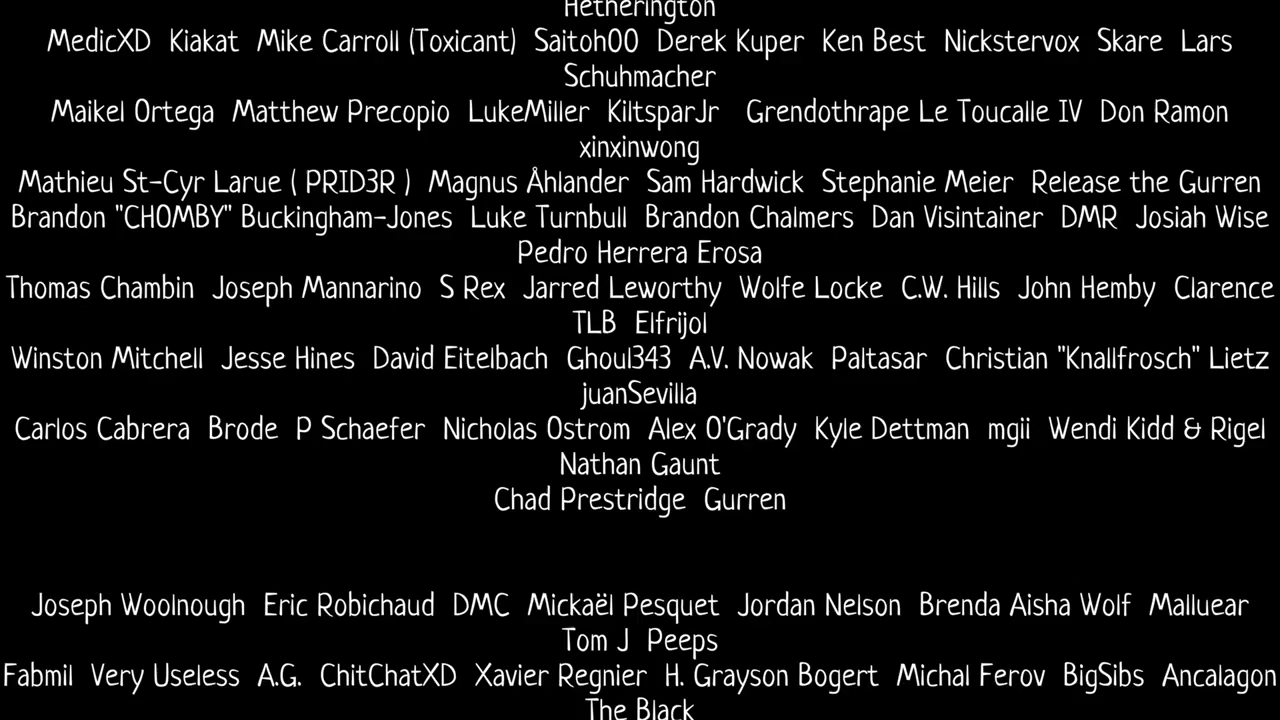 Hetherington
MedicXD Kiakat Mike Carroll (Toxicant) Saitoh00 Derek Kuper Ken Best Nickstervox Skare Lars
Schuhmacher
Maikel Ortega Matthew Precopio LukeMiller KiltsparJr Grendothrape Le Toucalle IV Don Ramon
xinxinwong
Mathieu St-Cyr Larue ( PRID3R ) Magnus Åhlander Sam Hardwick Stephanie Meier Release the Gurren
Brandon "CHOMBY" Buckingham-Jones Luke Turnbull Brandon Chalmers Dan Visintainer DMR Josiah Wise
Pedro Herrera Erosa
Thomas Chambin Joseph Mannarino S Rex Jarred Leworthy Wolfe Locke C.W. Hills John Hemby Clarence
TLB Elfrijol
Winston Mitchell Jesse Hines David Eitelbach Ghoul343 A.V. Nowak Paltasar Christian "Knallfrosch" Lietz
juanSevilla
Carlos Cabrera Brode P Schaefer Nicholas Ostrom Alex O'Grady Kyle Dettman mgii Wendi Kidd & Rigel
Nathan Gaunt
Chad Prestridge Gurren
Joseph Woolnough Eric Robichaud DMC Mickaël Pesquet Jordan Nelson Brenda Aisha Wolf Malluear
Tom J Peeps
Fabmil Very Useless A.G. ChitChatXD Xavier Regnier H. Grayson Bogert Michal Ferov BigSibs Ancalagon
The Black